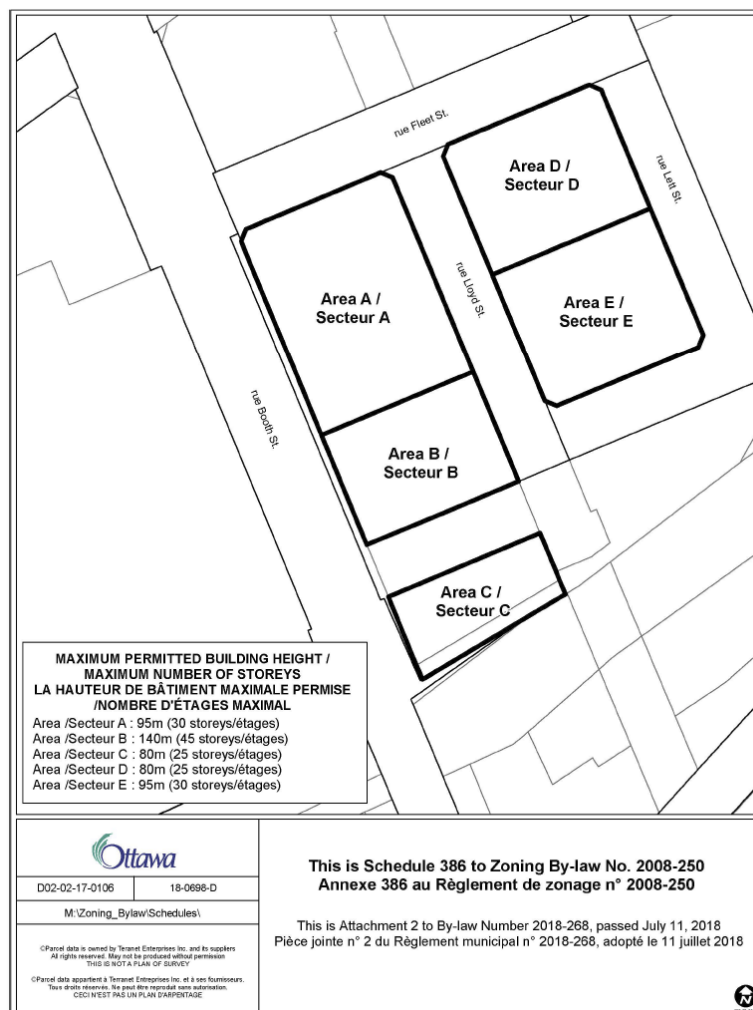 rue Fleet St.
Area D /
Secteur D
rue Lett St.
Area A /
Secteur A
rue Lloyd St.
Area E /
Secteur E
rue Booth St.
Area B /
Secteur B
Area C /
Secteur C
MAXIMUM PERMITTED BUILDING HEIGHT /
MAXIMUM NUMBER OF STOREYS
LA HAUTEUR DE BÂTIMENT MAXIMALE PERMISE
/NOMBRE D'ÉTAGES MAXIMAL
Area /Secteur A : 95m (30 storeys/étages)
Area /Secteur B : 140m (45 storeys/étages)
Area /Secteur C : 80m (25 storeys/étages)
Area /Secteur D : 80m (25 storeys/étages)
Area /Secteur E : 95m (30 storeys/étages)
Ottawa
D02-02-17-0106 18-0698-D
M:\Zoning_Bylaw\Schedules\
©Parcel data is owned by Teranet Enterprises Inc. and its suppliers
All rights reserved. May not be produced without permission
THIS IS NOT A PLAN OF SURVEY
©Parcel data appartient à Teranet Entreprises Inc. et à ses fournisseurs.
Tous droits réservés. Ne peut être reproduit sans autorisation.
CECI N'EST PAS UN PLAN D'ARPENTAGE
This is Schedule 386 to Zoning By-law No. 2008-250
Annexe 386 au Règlement de zonage n° 2008-250
This is Attachment 2 to By-law Number 2018-268, passed July 11, 2018
Pièce jointe n° 2 du Règlement municipal n° 2018-268, adopté le 11 juillet 2018